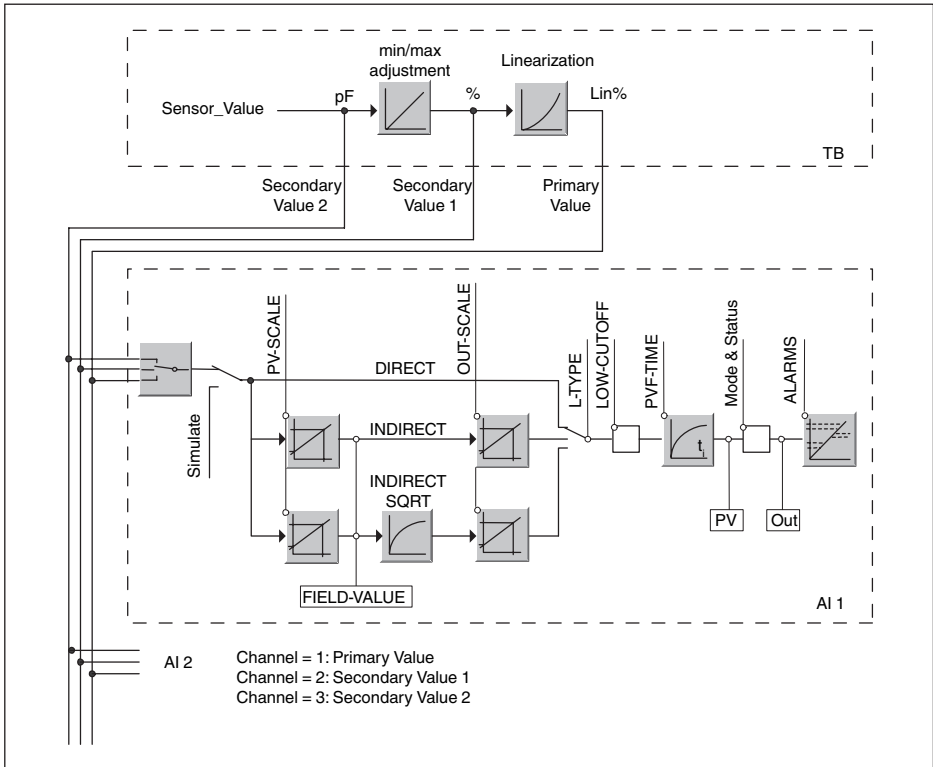 min/max
adjustment
Linearization
Sensor_Value
pF
%
Lin%
TB
Secondary
Value 2
Secondary
Value 1
Primary
Value
PV-SCALE
OUT-SCALE
L-TYPE
LOW-CUTOFF
PVF-TIME
Mode & Status
ALARMS
DIRECT
Simulate
INDIRECT
INDIRECT
SQRT
ti
PV
Out
FIELD-VALUE
AI 1
AI 2
Channel = 1: Primary Value
Channel = 2: Secondary Value 1
Channel = 3: Secondary Value 2